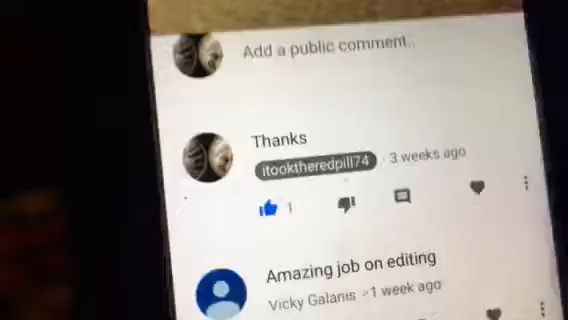 Add a public comment..
Thanks
itooktheredpill74 · 3 weeks ago
1
Amazing job on editing
Vicky Galanis · 1 week ago